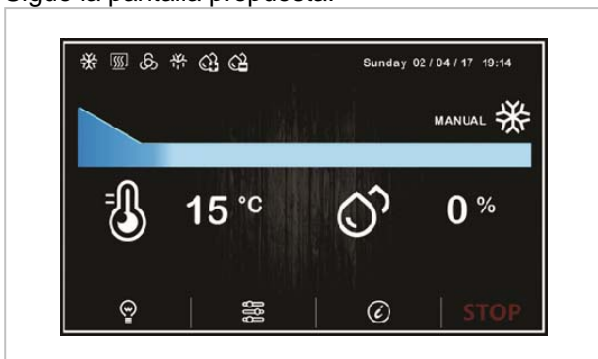 Sigue la pantalla propuesta:
Sunday 02/04/17 19:14
MANUAL
15 °C
0 %
STOP